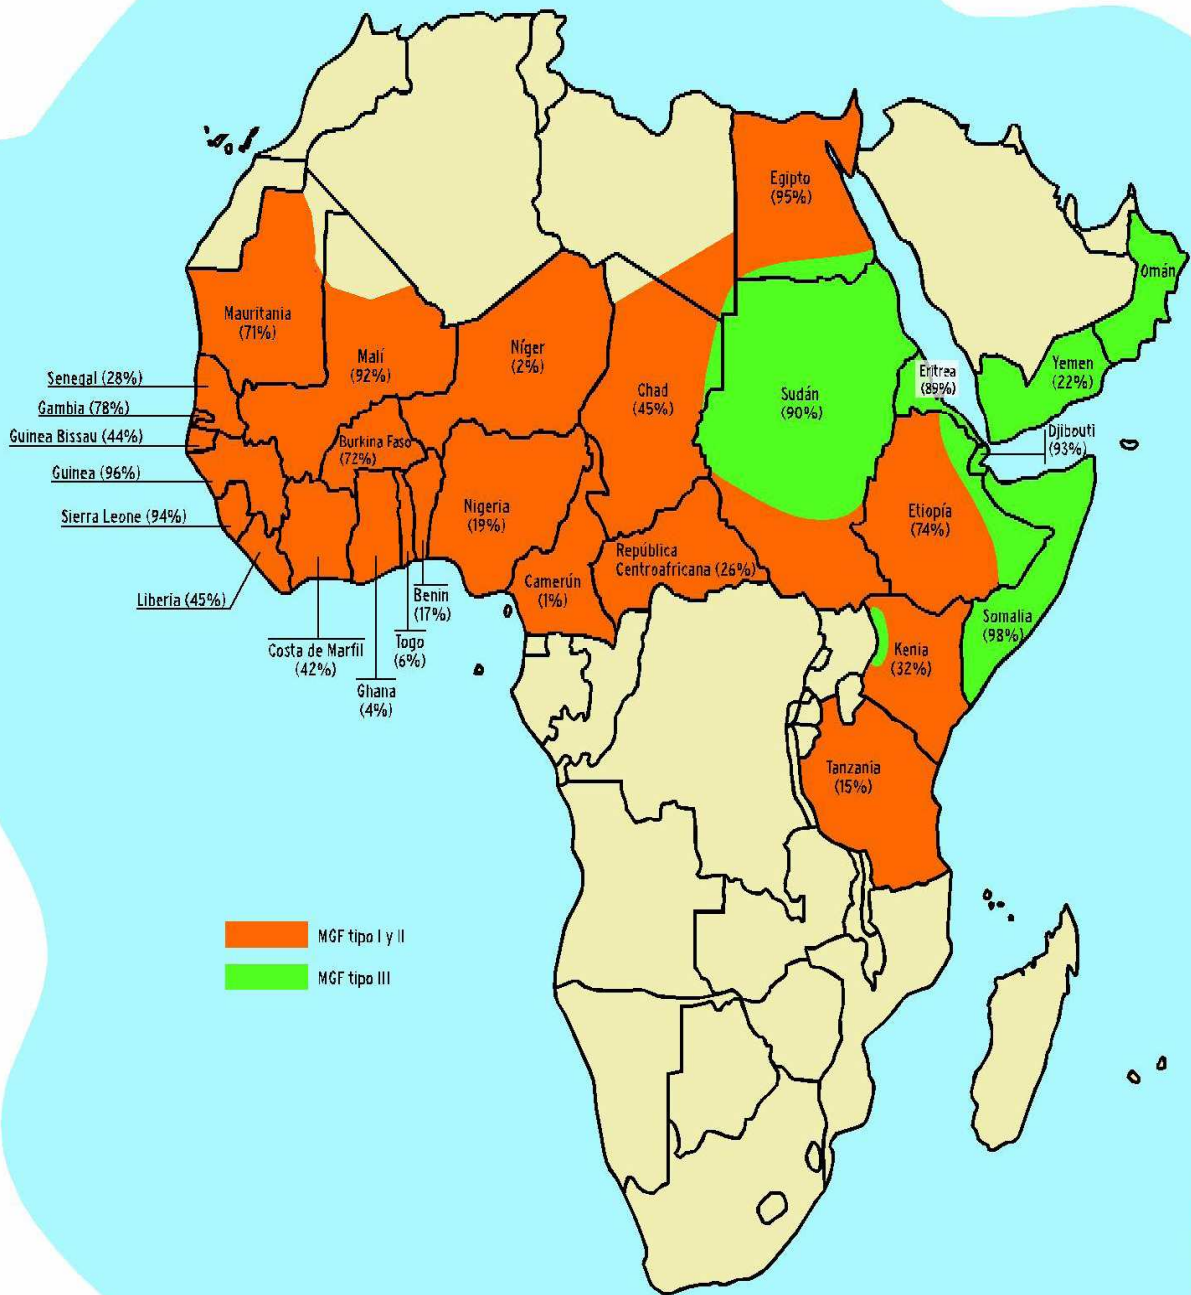 Egipto
(95%)
Omán
Mauritania
(71%)
Malí
(92%)
Níger
(2%)
Chad
(45%)
Sudán
(90%)
Eritrea
(89%)
Yemen
(22%)
Djibouti
(93%)
Senegal (28%)
Gambia (78%)
Guinea Bissau (44%)
Guinea (96%)
Sierra Leone (94%)
Liberia (45%)
Burkina Faso
(72%)
Nigeria
(19%)
Etiopía
(74%)
República
Centroafricana (26%)
Camerún
(1%)
Benin
(17%)
Togo
(6%)
Costa de Marfil
(42%)
Ghana
(4%)
Somalia
(98%)
Kenia
(32%)
Tanzania
(15%)
MGF tipo I y II
MGF tipo III